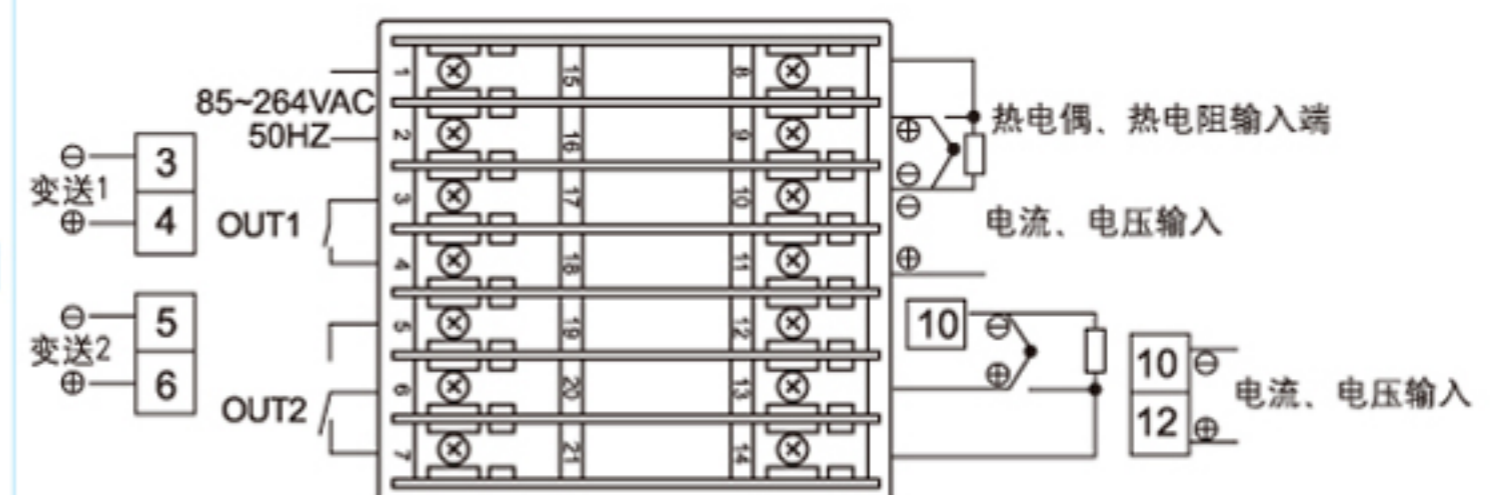 1 15 8
85~264VAC
50HZ
2 16 9
热电偶、热电阻输入端
⊕
⊖
⊖ 3
变送1
⊕ 4
OUT1
3 17 10
4 18 11
⊖
电流、电压输入
⊕
⊖ 5
变送2
⊕ 6
5 19 12
OUT2
6 20 13
7 21 14
10 ⊖
⊕
10 ⊖
电流、电压输入
12 ⊕